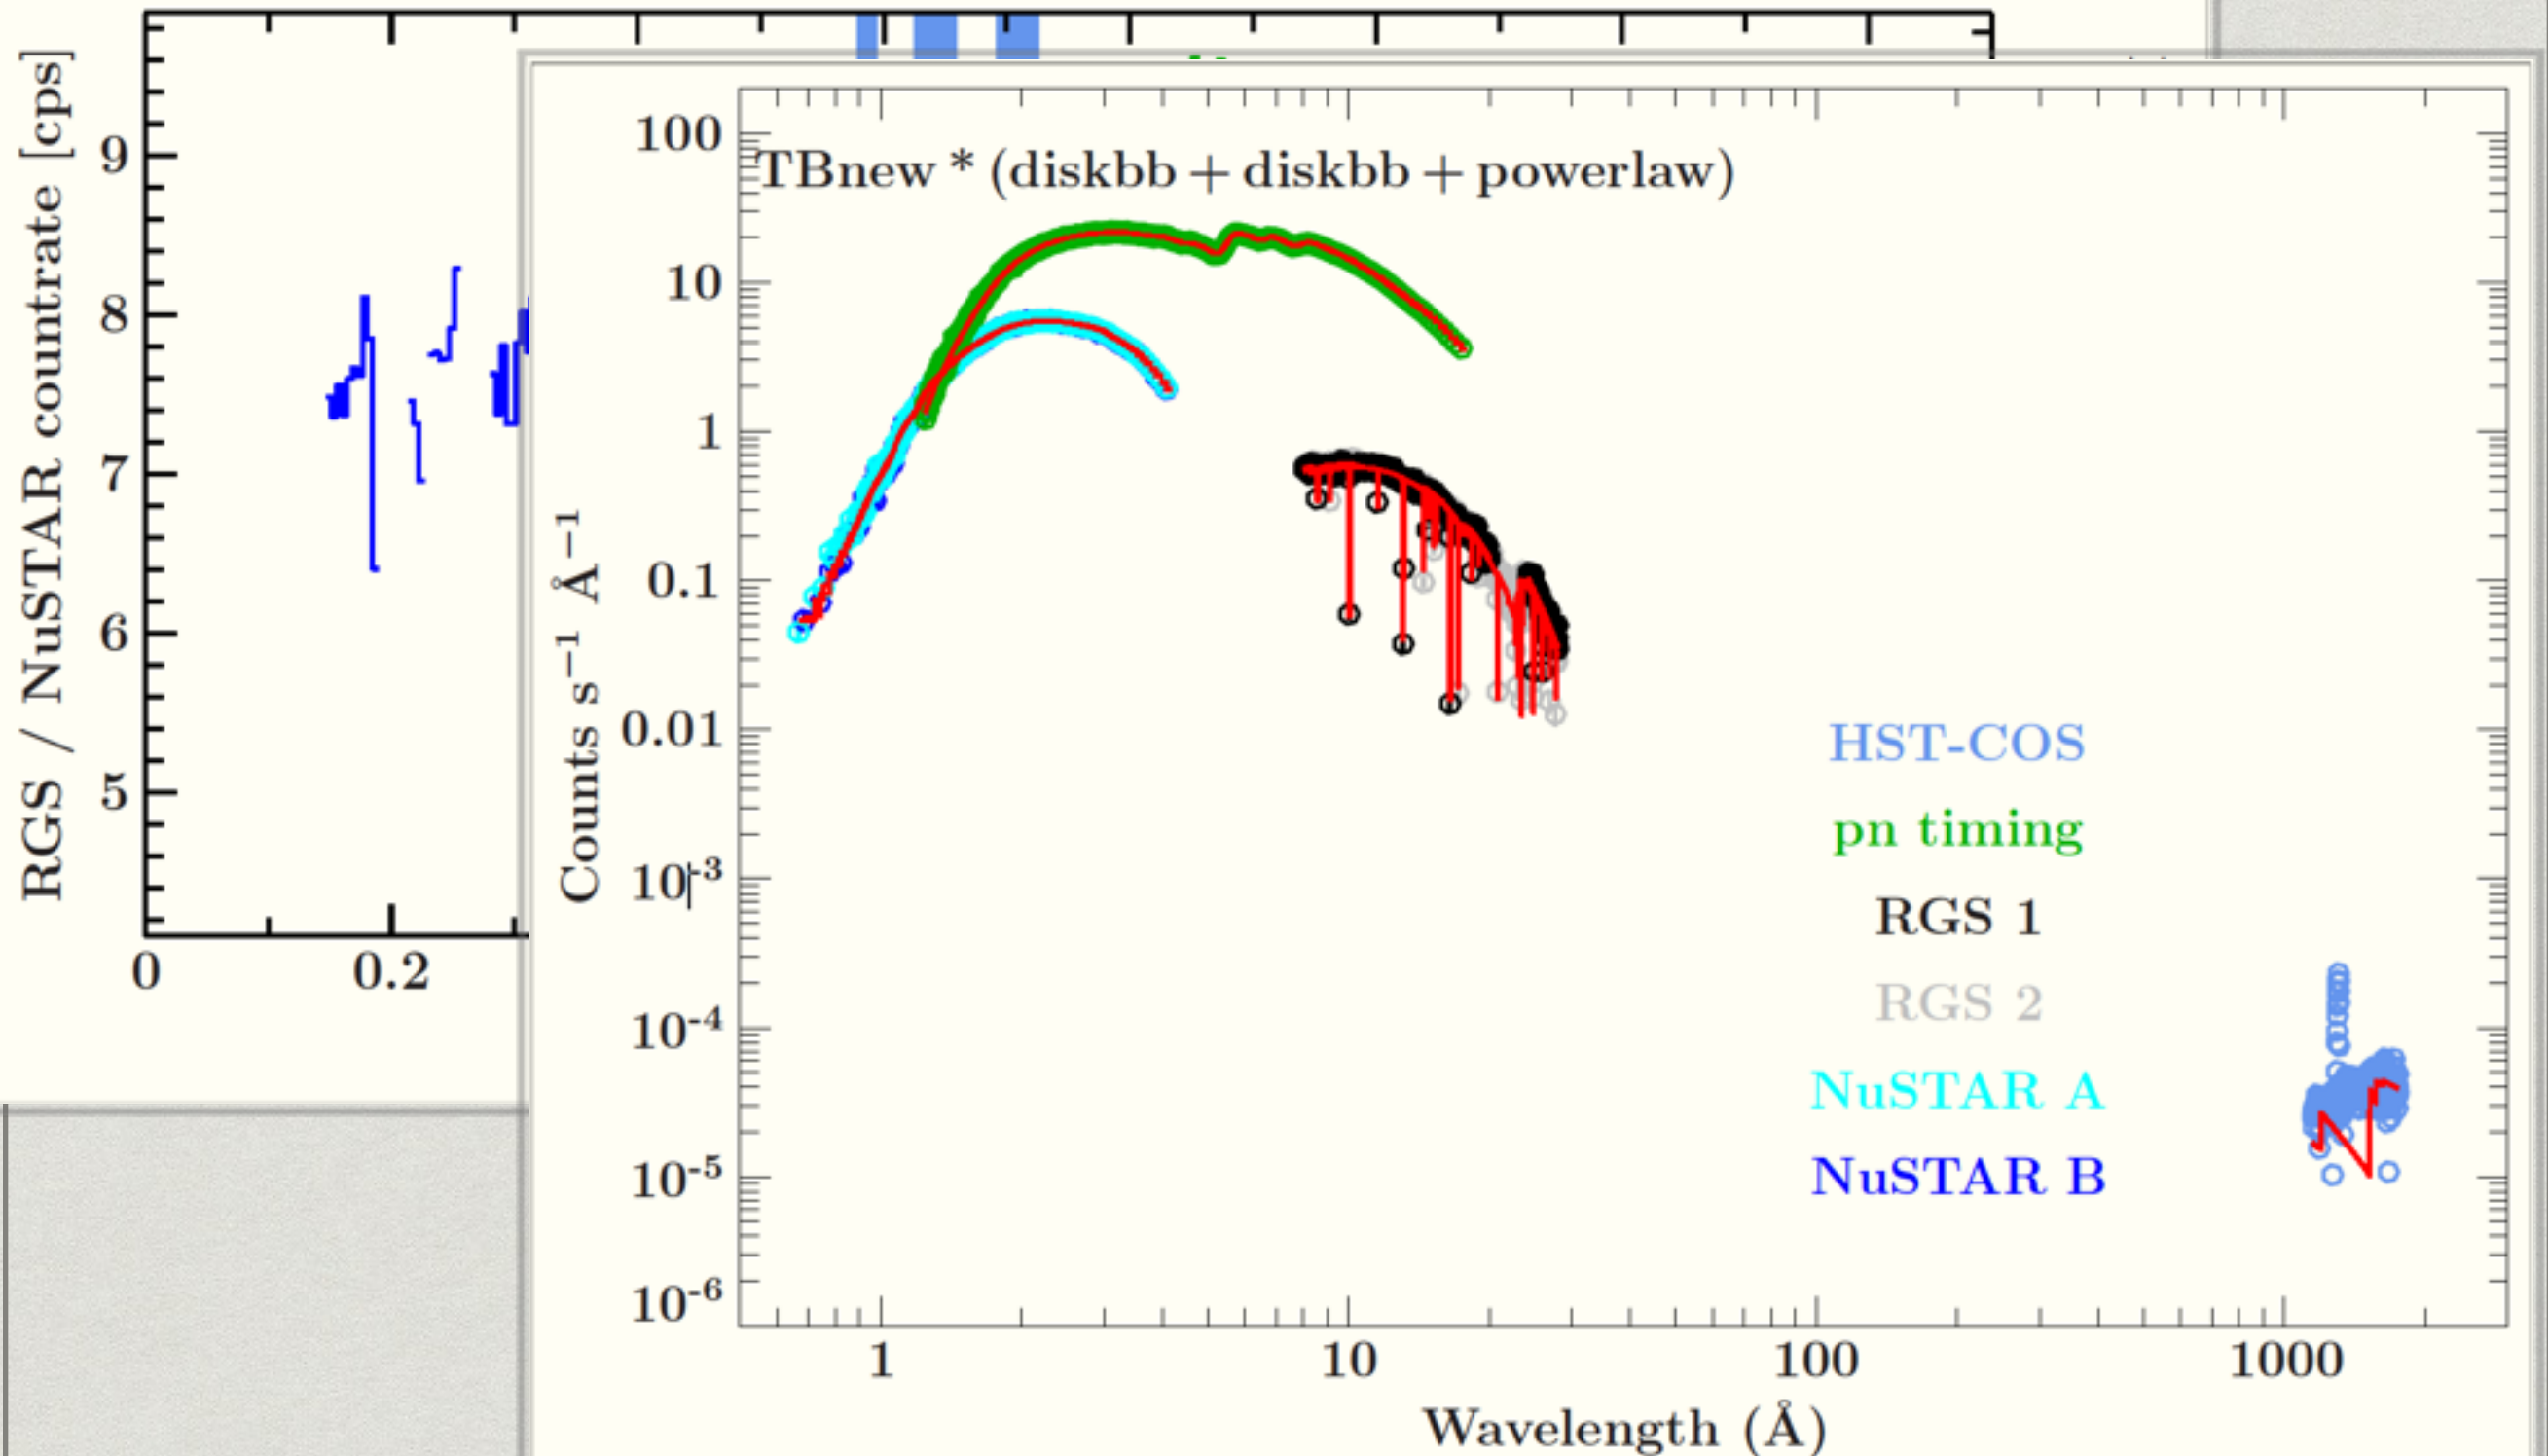 RGS / NuSTAR countrate [cps]
9
8
7
6
5
0
0.2
TBnew * (diskbb + diskbb + powerlaw)
Counts s⁻¹ Å⁻¹
100
10
1
0.1
0.01
10⁻³
10⁻⁴
10⁻⁵
10⁻⁶
HST-COS
pn timing
RGS 1
RGS 2
NuSTAR A
NuSTAR B
1
10
100
1000
Wavelength (Å)